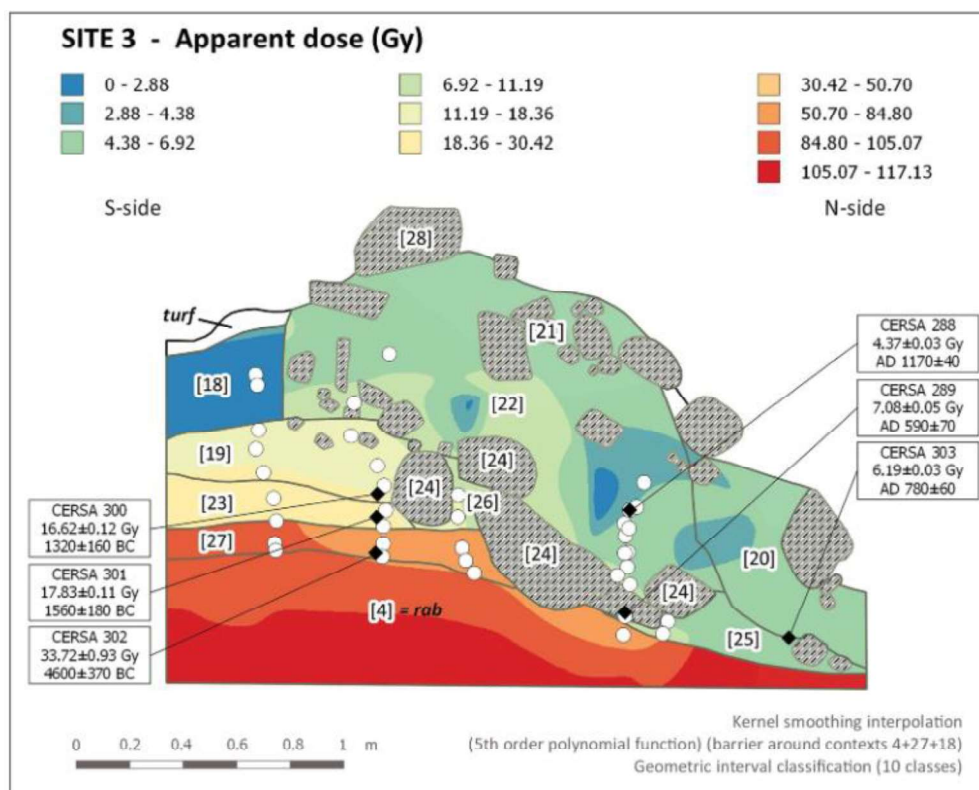 SITE 3 - Apparent dose (Gy)
0 - 2.88
2.88 - 4.38
4.38 - 6.92
6.92 - 11.19
11.19 - 18.36
18.36 - 30.42
30.42 - 50.70
50.70 - 84.80
84.80 - 105.07
105.07 - 117.13
S-side
N-side
[28]
turf
[21]
[18]
[22]
[19]
[24]
[24]
[23]
[26]
[27]
[24]
[24]
[20]
[4] = rab
[25]
CERSA 288
4.37±0.03 Gy
AD 1170±40
CERSA 289
7.08±0.05 Gy
AD 590±70
CERSA 303
6.19±0.03 Gy
AD 780±60
CERSA 300
16.62±0.12 Gy
1320±160 BC
CERSA 301
17.83±0.11 Gy
1560±180 BC
CERSA 302
33.72±0.93 Gy
4600±370 BC
0 0.2 0.4 0.6 0.8 1 m
Kernel smoothing interpolation
(5th order polynomial function) (barrier around contexts 4+27+18)
Geometric interval classification (10 classes)